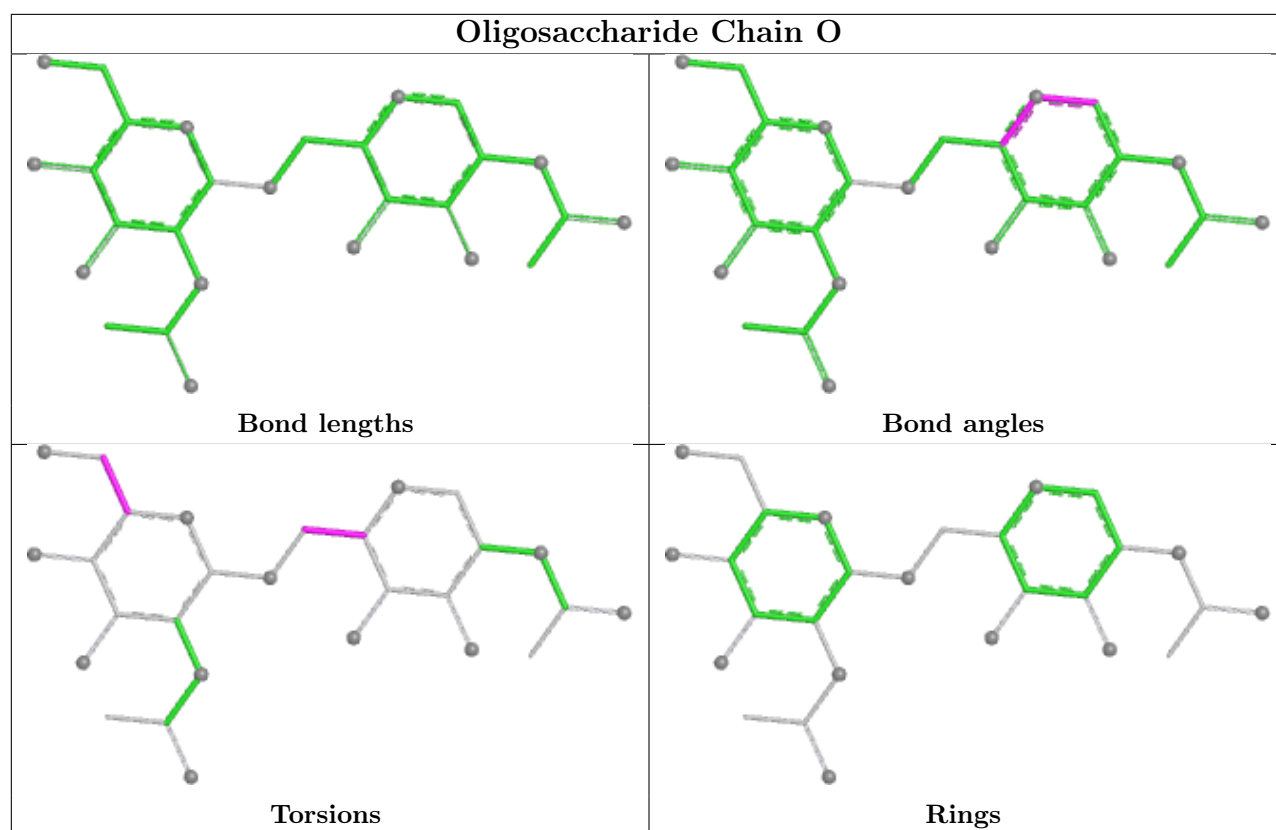 Oligosaccharide Chain O
Bond lengths
Bond angles
Torsions
Rings